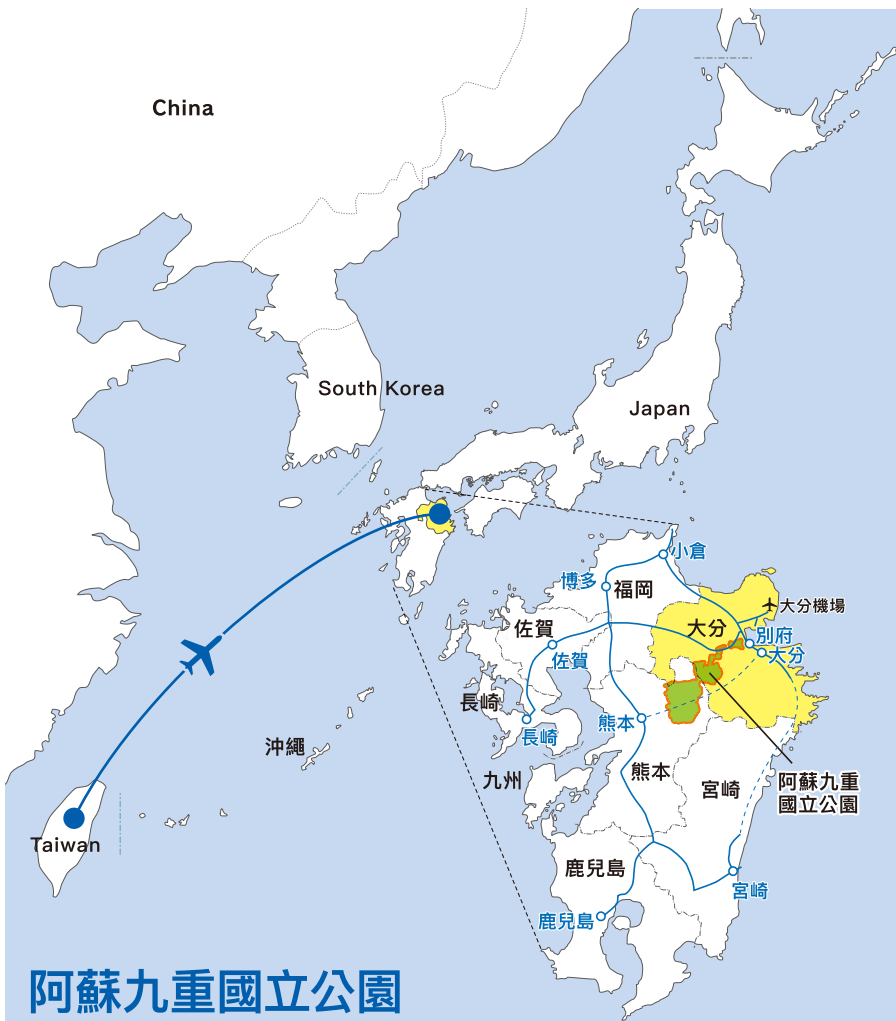 China
South Korea
Japan
小倉
博多
福岡
大分機場
佐賀
大分
別府
佐賀
大分
長崎
長崎
熊本
沖繩
九州
熊本
宮崎
阿蘇九重
國立公園
Taiwan
鹿兒島
宮崎
鹿兒島
阿蘇九重國立公園